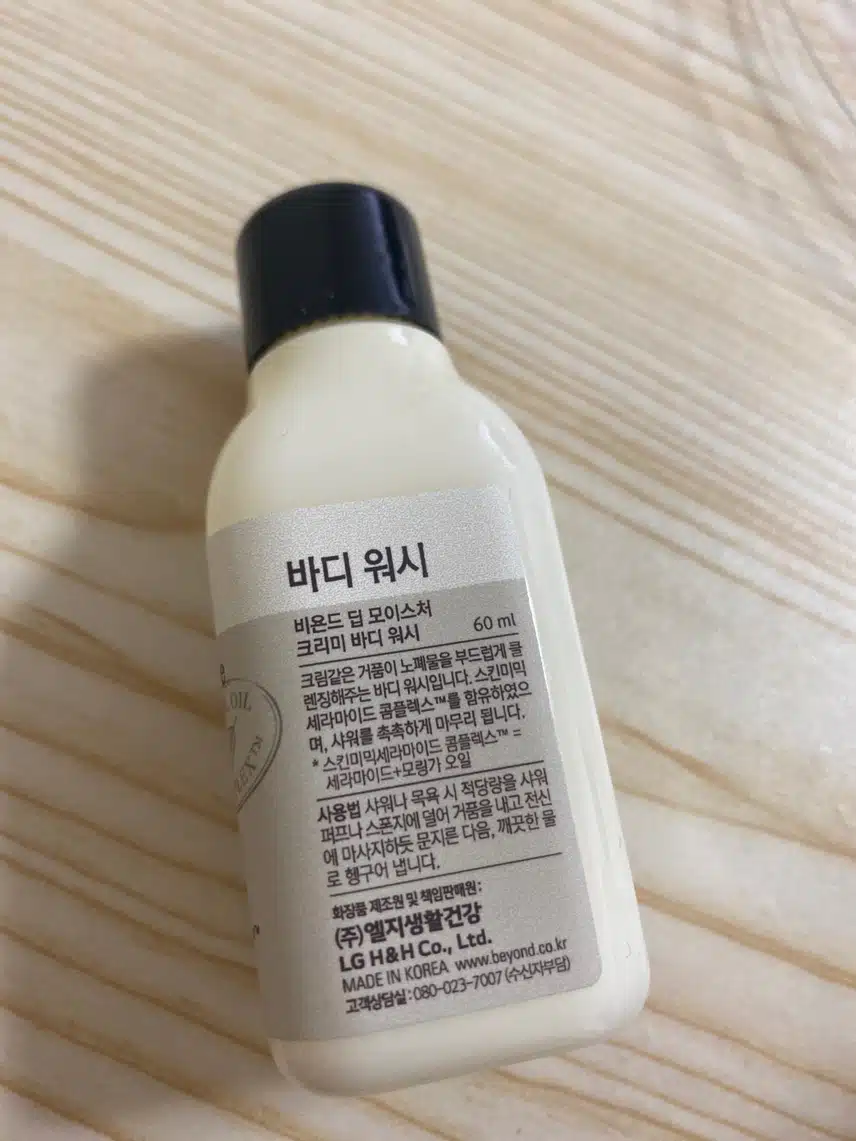 바디 워시
비욘드 딥 모이스처
크리미 바디 워시 60 ml
크림같은 거품이 노폐물을 부드럽게 클
렌징해주는 바디 워시입니다. 스킨미믹
세라마이드 콤플렉스™를 함유하였으
며, 샤워를 촉촉하게 마무리 됩니다.
* 스킨미믹세라마이드 콤플렉스™ =
세라마이드+모링가 오일
사용법 샤워나 목욕 시 적당량을 샤워
퍼프나 스폰지에 덜어 거품을 내고 전신
에 마사지하듯 문지른 다음, 깨끗한 물
로 헹구어 냅니다.
화장품 제조원 및 책임판매원 :
(주)엘지생활건강
LG H&H Co., Ltd.
MADE IN KOREA www.beyond.co.kr
고객상담실 : 080-023-7007 (수신자부담)
OIL